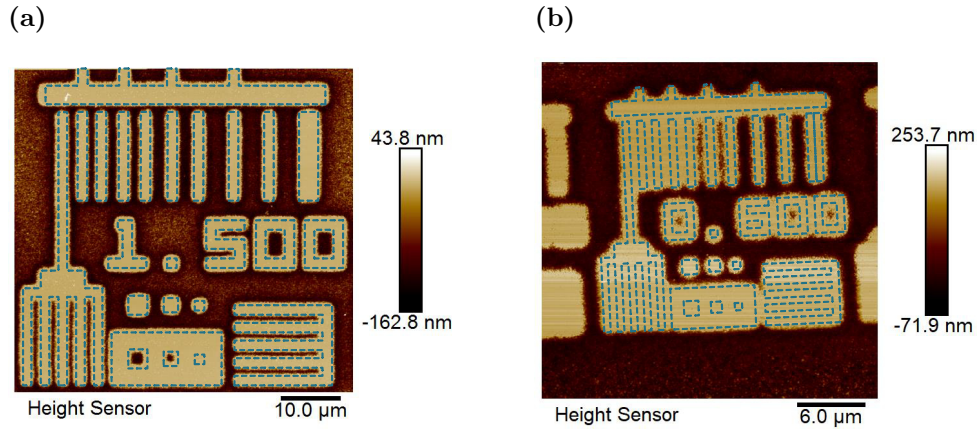 (a)
(b)
43.8 nm
-162.8 nm
253.7 nm
-71.9 nm
1.500
0.600
Height Sensor
10.0 µm
Height Sensor
6.0 µm